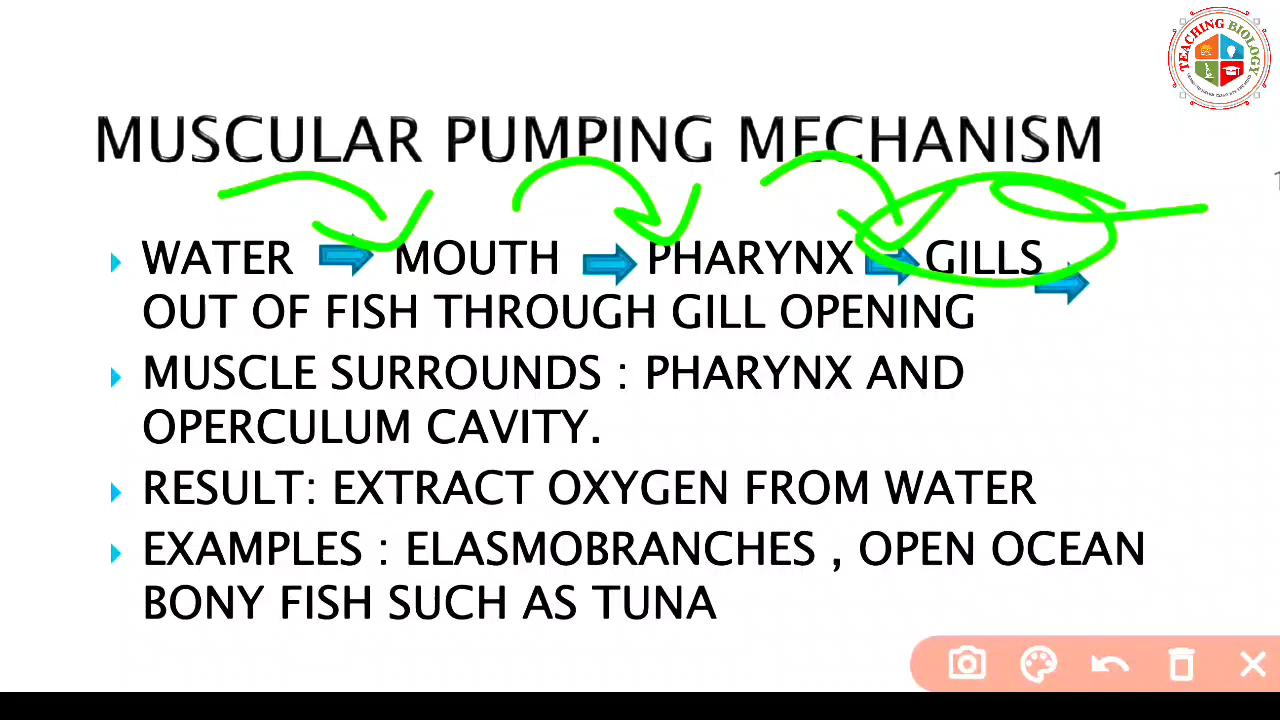 TEACHING BIOLOGY
MUSCULAR PUMPING MECHANISM
WATER MOUTH PHARYNX GILLS
OUT OF FISH THROUGH GILL OPENING
MUSCLE SURROUNDS : PHARYNX AND
OPERCULUM CAVITY.
RESULT: EXTRACT OXYGEN FROM WATER
EXAMPLES : ELASMOBRANCHES , OPEN OCEAN
BONY FISH SUCH AS TUNA